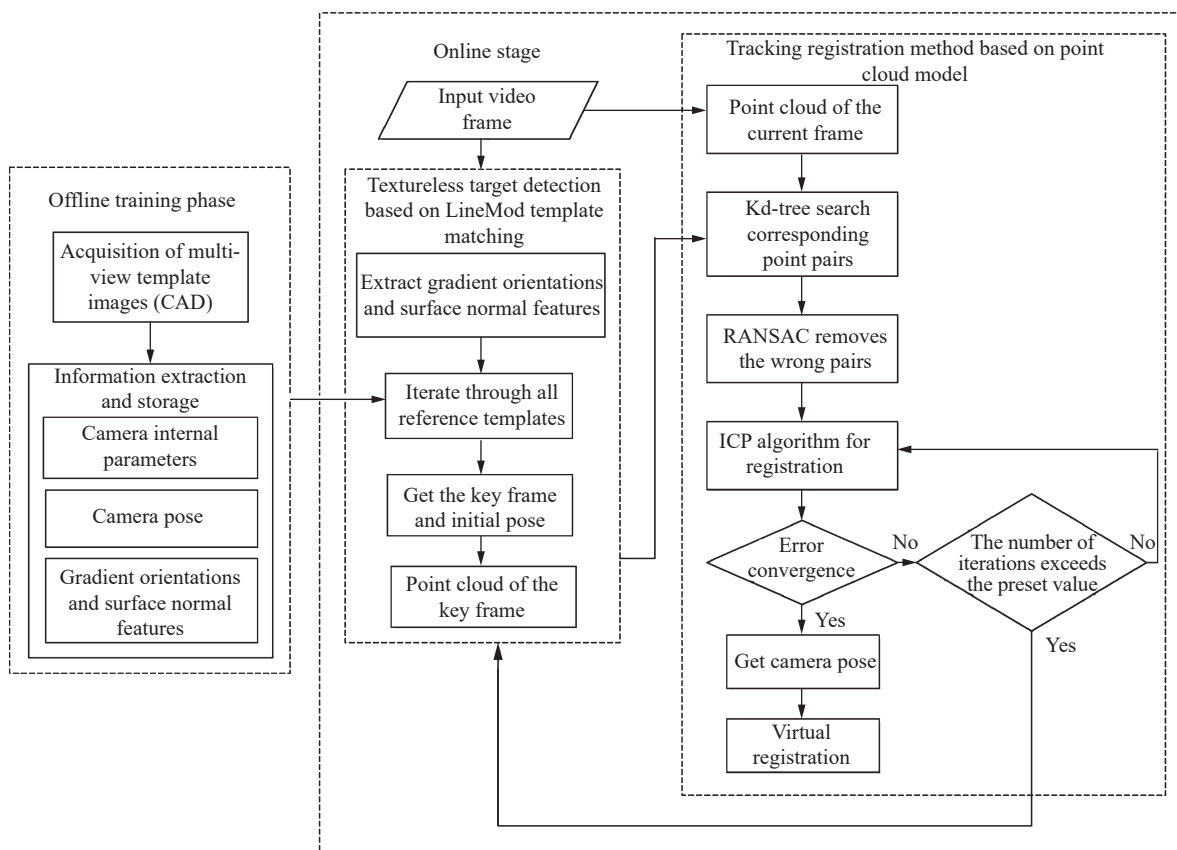 Offline training phase
Acquisition of multi-
view template
images (CAD)
Information extraction
and storage
Camera internal
parameters
Camera pose
Gradient orientations
and surface normal
features
Online stage
Input video
frame
Textureless target detection
based on LineMod template
matching
Extract gradient orientations
and surface normal features
Iterate through all
reference templates
Get the key frame
and initial pose
Point cloud of the
key frame
Tracking registration method based on point
cloud model
Point cloud of the
current frame
Kd-tree search
corresponding
point pairs
RANSAC removes
the wrong pairs
ICP algorithm for
registration
Error
convergence
No
The number of
iterations exceeds
the preset value
No
Yes
Yes
Get camera pose
Virtual
registration